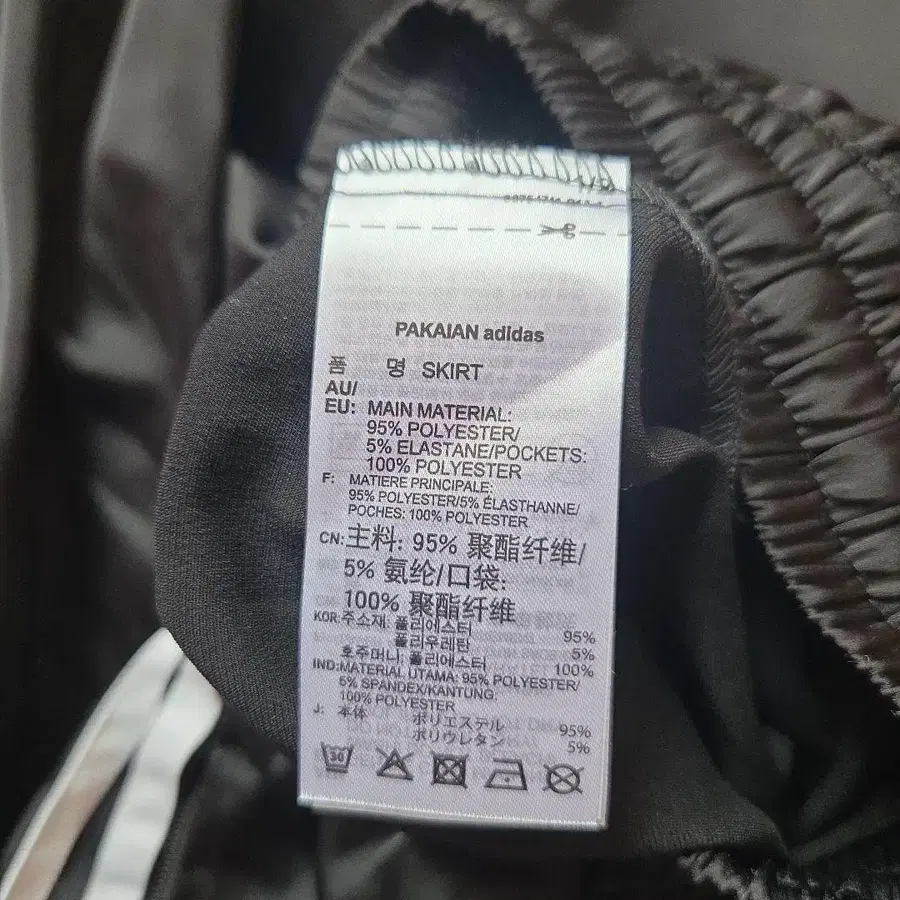 PAKAIAN adidas
품 명 SKIRT
AU/
EU: MAIN MATERIAL:
95% POLYESTER/
5% ELASTANE/POCKETS:
100% POLYESTER
F: MATIERE PRINCIPALE:
95% POLYESTER/5% ÉLASTHANNE/
POCHES: 100% POLYESTER
CN: 主料: 95% 聚酯纤维/
5% 氨纶/口袋:
100% 聚酯纤维
KOR: 주소재: 폴리에스터 95%
폴리우레탄 5%
호주머니: 폴리에스터 100%
IND: MATERIAL UTAMA: 95% POLYESTER/
5% SPANDEX/KANTUNG:
100% POLYESTER
J: 本体 ポリエステル 95%
ポリウレタン 5%
30